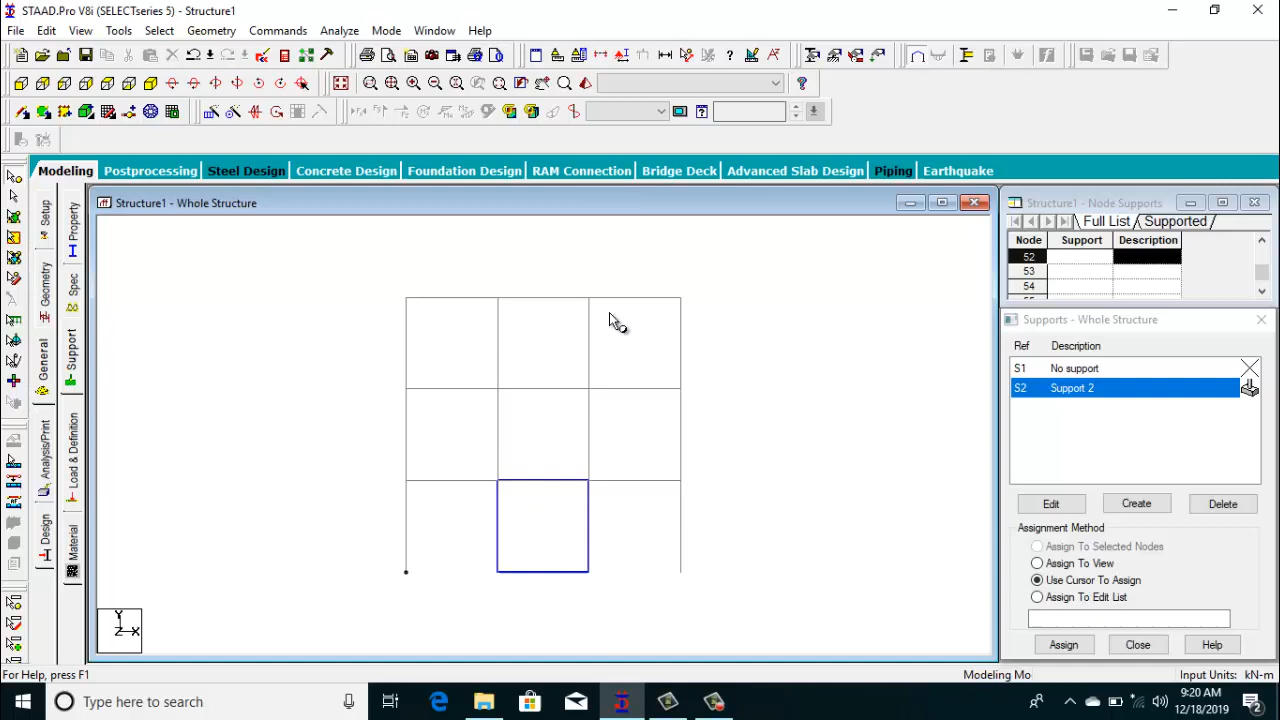 STAAD.Pro V8i (SELECTseries 5) - Structure1
File Edit View Tools Select Geometry Commands Analyze Mode Window Help
Modeling Postprocessing Steel Design Concrete Design Foundation Design RAM Connection Bridge Deck Advanced Slab Design Piping Earthquake
Setup
Geometry
General
Analysis/Print
Design
Property
Spec
Support
Load & Definition
Material
Structure1 - Whole Structure
Y
Z X
Structure1 - Node Supports
Full List Supported
Node Support Description
52
53
54
Supports - Whole Structure
Ref Description
S1 No support
S2 Support 2
Edit Create Delete
Assignment Method
Assign To Selected Nodes
Assign To View
Use Cursor To Assign
Assign To Edit List
Assign Close Help
For Help, press F1
Modeling Mo
Input Units: kN-m
Type here to search
9:20 AM
12/18/2019
2